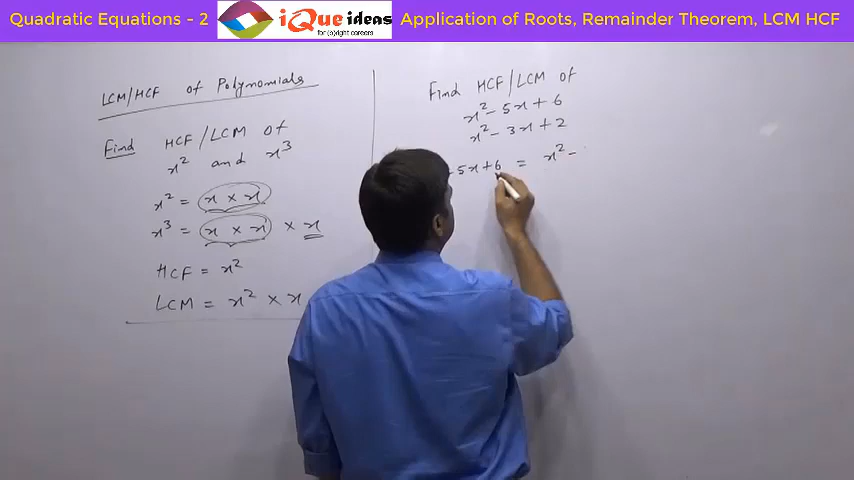 Quadratic Equations - 2
iQue ideas
for (b)right careers
Application of Roots, Remainder Theorem, LCM HCF
LCM/HCF of Polynomials
Find HCF/LCM of
x² and x³
x² = x × x
x³ = x × x × x
HCF = x²
LCM = x² × x
Find HCF/LCM of
x² - 5x + 6
x² - 3x + 2
- 5x + 6 = x² -